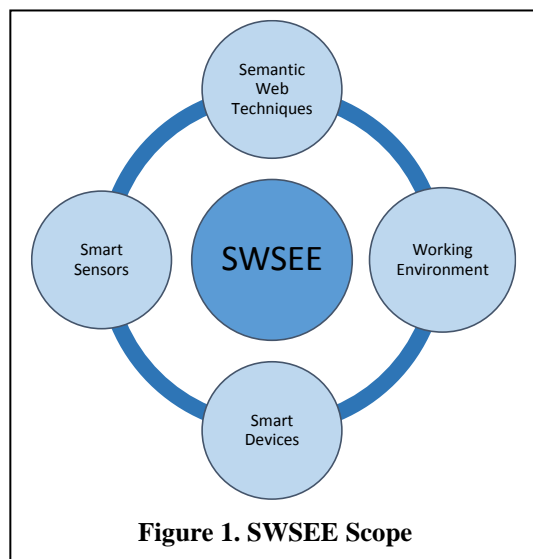 Semantic
Web
Techniques
Smart
Sensors
SWSEE
Working
Environment
Smart
Devices
Figure 1. SWSEE Scope